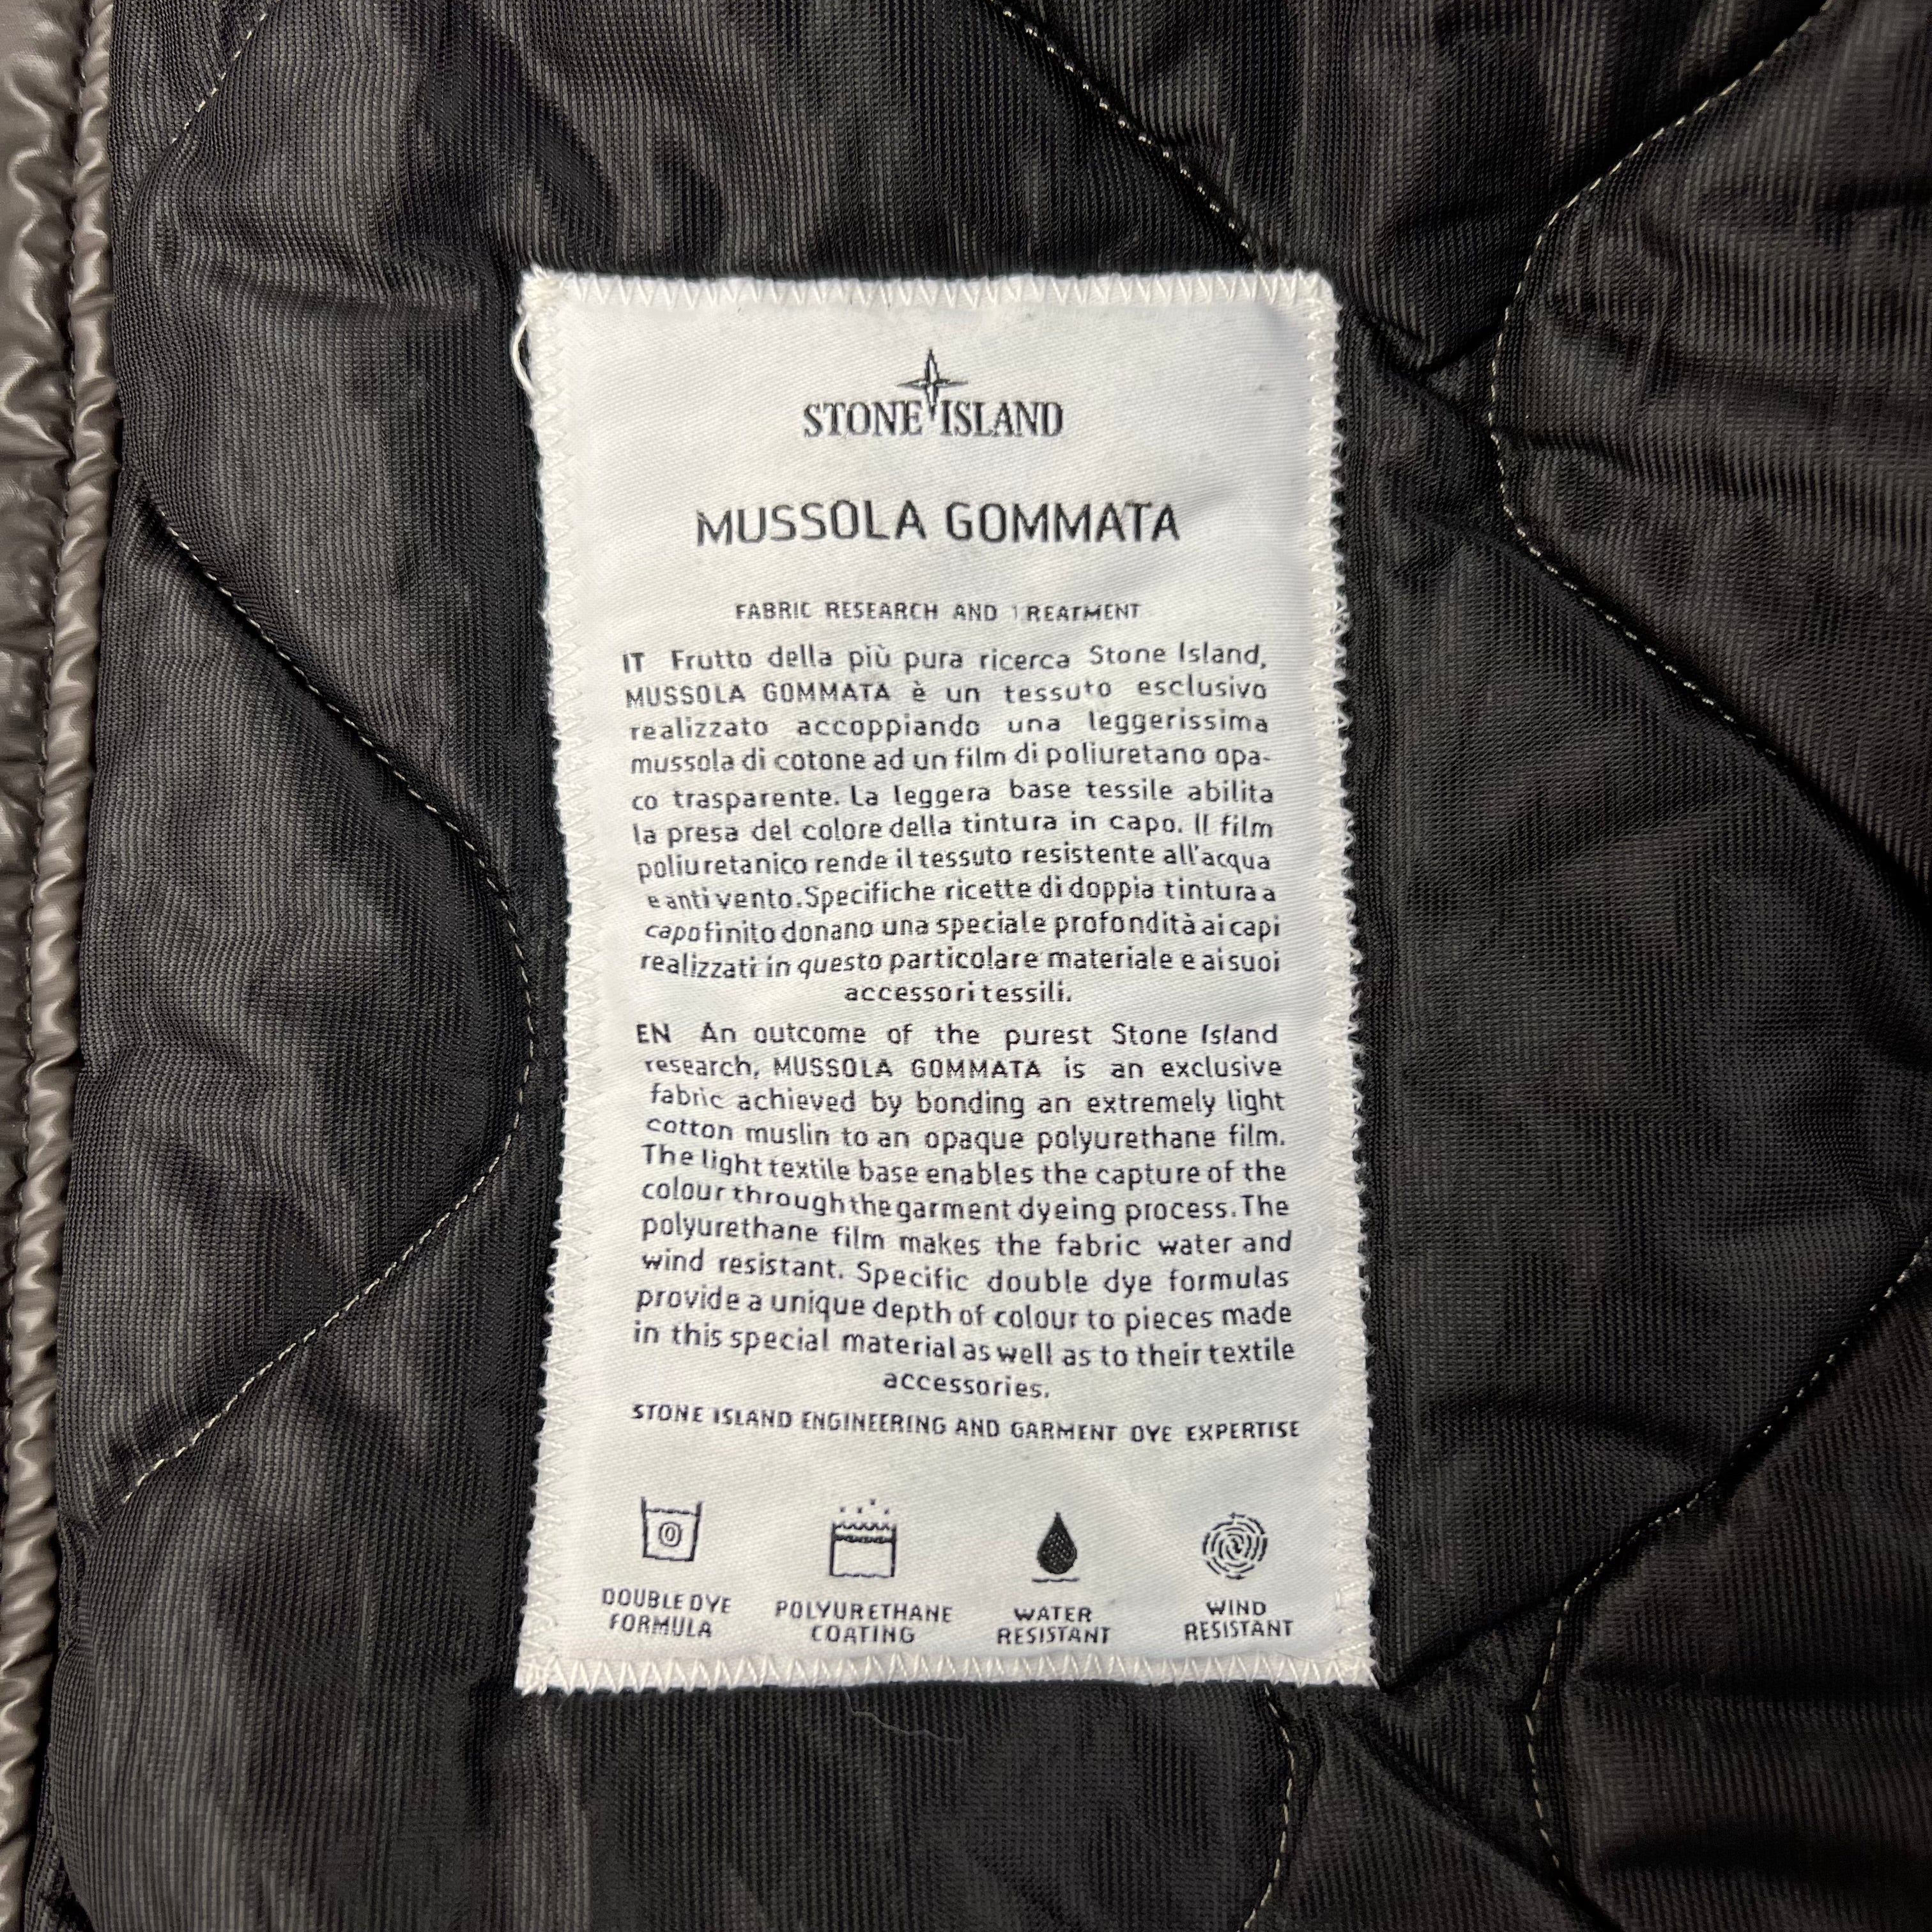 STONE ISLAND
MUSSOLA GOMMATA
FABRIC RESEARCH AND TREATMENT
IT Frutto della più pura ricerca Stone Island,
MUSSOLA GOMMATA è un tessuto esclusivo
realizzato accoppiando una leggerissima
mussola di cotone ad un film di poliuretano opa-
co trasparente. La leggera base tessile abilita
la presa del colore della tintura in capo. Il film
poliuretanico rende il tessuto resistente all'acqua
e anti vento. Specifiche ricette di doppia tintura a
capo finito donano una speciale profondità ai capi
realizzati in questo particolare materiale e ai suoi
accessori tessili.
EN An outcome of the purest Stone Island
research, MUSSOLA GOMMATA is an exclusive
fabric achieved by bonding an extremely light
cotton muslin to an opaque polyurethane film.
The light textile base enables the capture of the
colour through the garment dyeing process. The
polyurethane film makes the fabric water and
wind resistant. Specific double dye formulas
provide a unique depth of colour to pieces made
in this special material as well as to their textile
accessories.
STONE ISLAND ENGINEERING AND GARMENT DYE EXPERTISE
DOUBLE DYE
FORMULA
POLYURETHANE
COATING
WATER
RESISTANT
WIND
RESISTANT